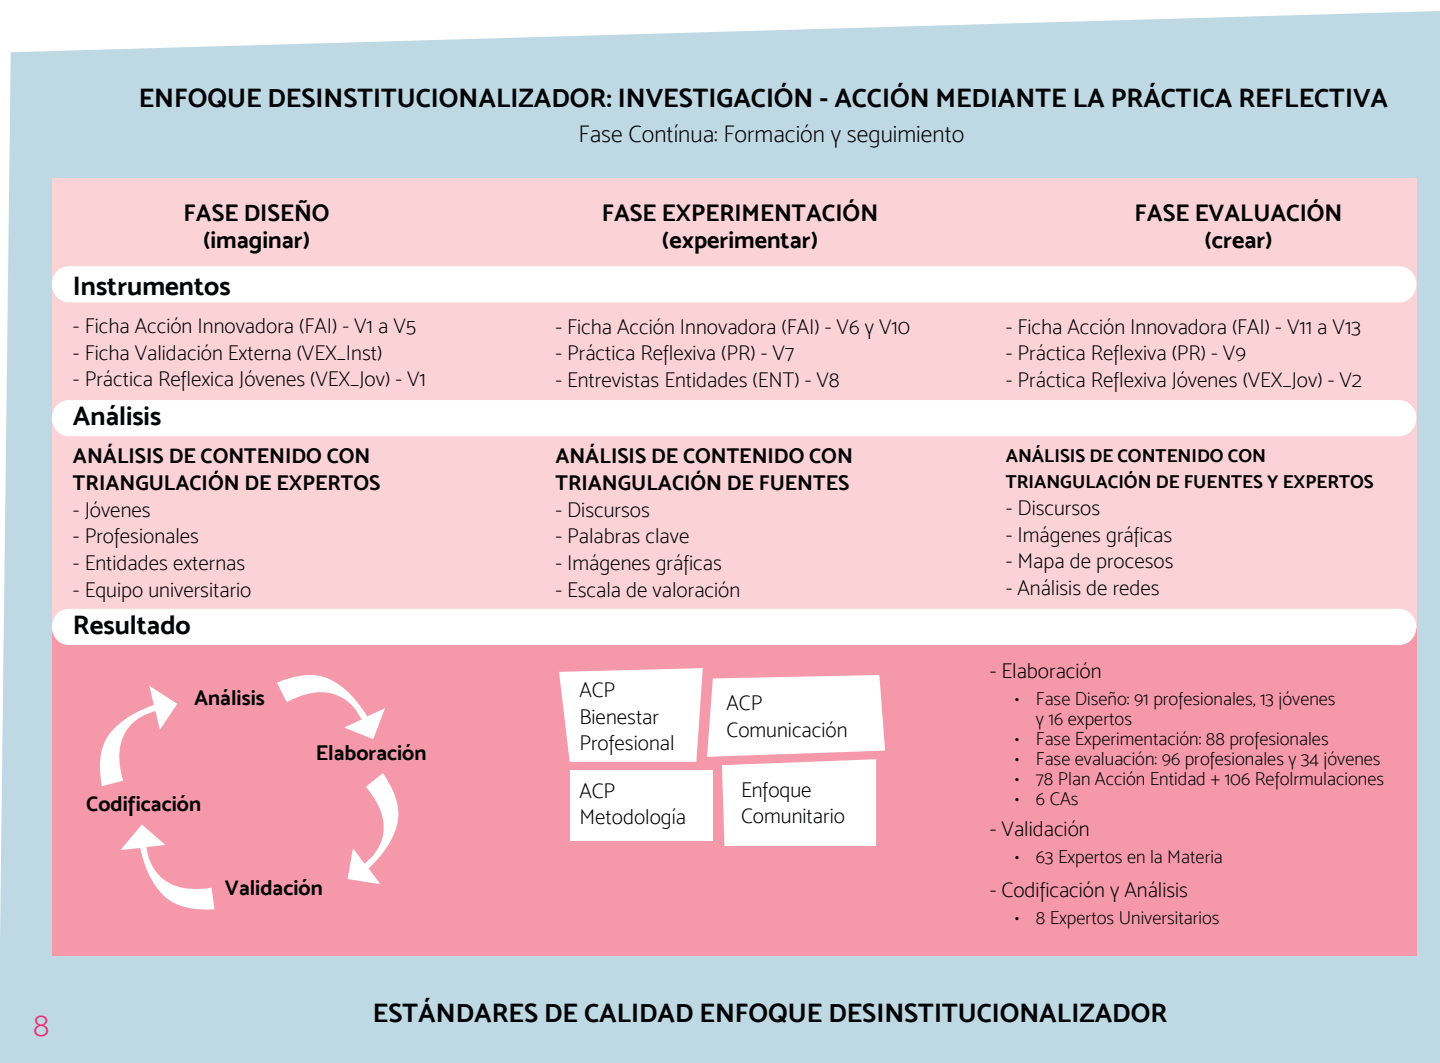 ENFOQUE DESINSTITUCIONALIZADOR: INVESTIGACIÓN - ACCIÓN MEDIANTE LA PRÁCTICA REFLECTIVA
Fase Contínua: Formación y seguimiento
FASE DISEÑO
(imaginar)
FASE EXPERIMENTACIÓN
(experimentar)
FASE EVALUACIÓN
(crear)
Instrumentos
- Ficha Acción Innovadora (FAI) - V1 a V5
- Ficha Validación Externa (VEX_Inst)
- Práctica Reflexica Jóvenes (VEX_Jov) - V1
- Ficha Acción Innovadora (FAI) - V6 y V10
- Práctica Reflexiva (PR) - V7
- Entrevistas Entidades (ENT) - V8
- Ficha Acción Innovadora (FAI) - V11 a V13
- Práctica Reflexiva (PR) - V9
- Práctica Reflexiva Jóvenes (VEX_Jov) - V2
Análisis
ANÁLISIS DE CONTENIDO CON
TRIANGULACIÓN DE EXPERTOS
- Jóvenes
- Profesionales
- Entidades externas
- Equipo universitario
ANÁLISIS DE CONTENIDO CON
TRIANGULACIÓN DE FUENTES
- Discursos
- Palabras clave
- Imágenes gráficas
- Escala de valoración
ANÁLISIS DE CONTENIDO CON
TRIANGULACIÓN DE FUENTES Y EXPERTOS
- Discursos
- Imágenes gráficas
- Mapa de procesos
- Análisis de redes
Resultado
Análisis
Elaboración
Codificación
Validación
ACP
Bienestar
Profesional
ACP
Comunicación
ACP
Metodología
Enfoque
Comunitario
- Elaboración
• Fase Diseño: 91 profesionales, 13 jóvenes
y 16 expertos
• Fase Experimentación: 88 profesionales
• Fase evaluación: 96 profesionales y 34 jóvenes
• 78 Plan Acción Entidad + 106 Refolrmulaciones
• 6 CAs
- Validación
• 63 Expertos en la Materia
- Codificación y Análisis
• 8 Expertos Universitarios
ESTÁNDARES DE CALIDAD ENFOQUE DESINSTITUCIONALIZADOR
8